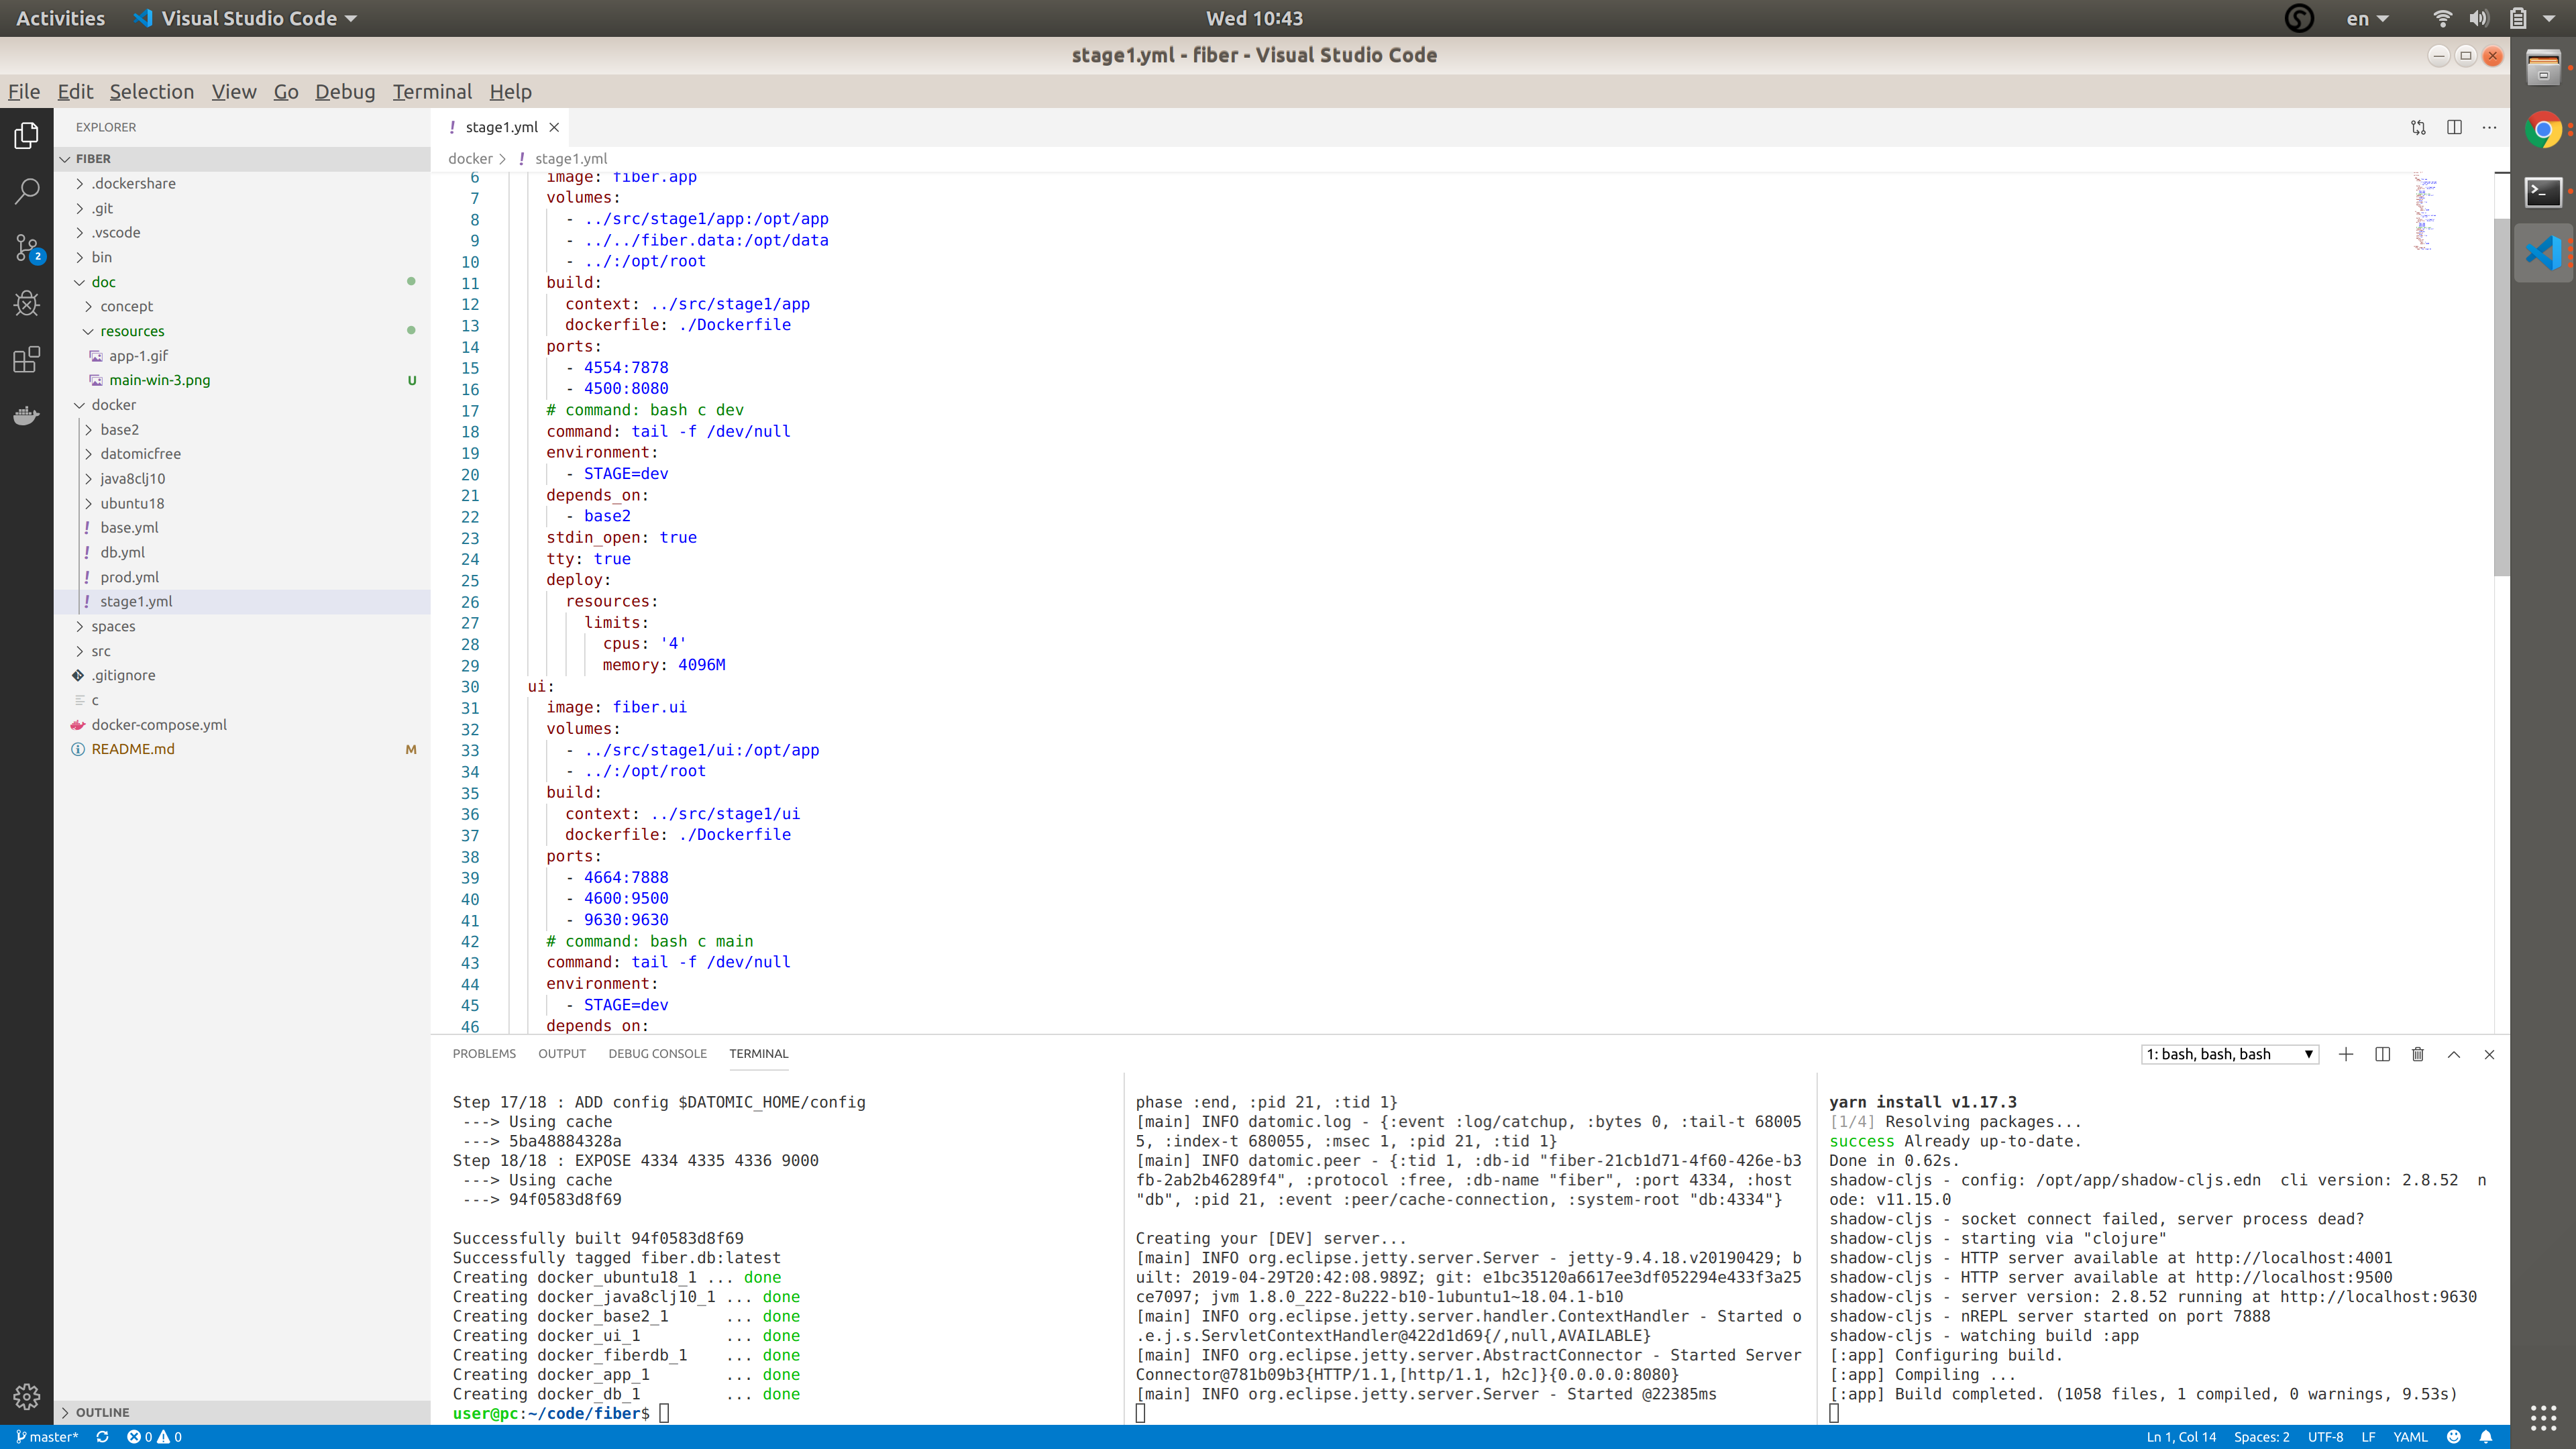 Activities
Visual Studio Code
Wed 10:43
en
stage1.yml - fiber - Visual Studio Code
File Edit Selection View Go Debug Terminal Help
EXPLORER
FIBER
.dockershare
.git
.vscode
bin
doc
concept
resources
app-1.gif
main-win-3.png U
docker
base2
datomicfree
java8clj10
ubuntu18
! base.yml
! db.yml
! prod.yml
! stage1.yml
spaces
src
.gitignore
c
docker-compose.yml
README.md M
OUTLINE
2
! stage1.yml
docker > ! stage1.yml
6 image: fiber.app
7 volumes:
8 - ../src/stage1/app:/opt/app
9 - ../../fiber.data:/opt/data
10 - ../:/opt/root
11 build:
12 context: ../src/stage1/app
13 dockerfile: ./Dockerfile
14 ports:
15 - 4554:7878
16 - 4500:8080
17 # command: bash c dev
18 command: tail -f /dev/null
19 environment:
20 - STAGE=dev
21 depends_on:
22 - base2
23 stdin_open: true
24 tty: true
25 deploy:
26 resources:
27 limits:
28 cpus: '4'
29 memory: 4096M
30 ui:
31 image: fiber.ui
32 volumes:
33 - ../src/stage1/ui:/opt/app
34 - ../:/opt/root
35 build:
36 context: ../src/stage1/ui
37 dockerfile: ./Dockerfile
38 ports:
39 - 4664:7888
40 - 4600:9500
41 - 9630:9630
42 # command: bash c main
43 command: tail -f /dev/null
44 environment:
45 - STAGE=dev
46 depends_on:
PROBLEMS OUTPUT DEBUG CONSOLE TERMINAL
1: bash, bash, bash
Step 17/18 : ADD config $DATOMIC_HOME/config
---> Using cache
---> 5ba48884328a
Step 18/18 : EXPOSE 4334 4335 4336 9000
---> Using cache
---> 94f0583d8f69
Successfully built 94f0583d8f69
Successfully tagged fiber.db:latest
Creating docker_ubuntu18_1 ... done
Creating docker_java8clj10_1 ... done
Creating docker_base2_1 ... done
Creating docker_ui_1 ... done
Creating docker_fiberdb_1 ... done
Creating docker_app_1 ... done
Creating docker_db_1 ... done
user@pc:~/code/fiber$
phase :end, :pid 21, :tid 1}
[main] INFO datomic.log - {:event :log/catchup, :bytes 0, :tail-t 68005
5, :index-t 680055, :msec 1, :pid 21, :tid 1}
[main] INFO datomic.peer - {:tid 1, :db-id "fiber-21cb1d71-4f60-426e-b3
fb-2ab2b46289f4", :protocol :free, :db-name "fiber", :port 4334, :host
"db", :pid 21, :event :peer/cache-connection, :system-root "db:4334"}
Creating your [DEV] server...
[main] INFO org.eclipse.jetty.server.Server - jetty-9.4.18.v20190429; b
uilt: 2019-04-29T20:42:08.989Z; git: e1bc35120a6617ee3df052294e433f3a25
ce7097; jvm 1.8.0_222-8u222-b10-1ubuntu1~18.04.1-b10
[main] INFO org.eclipse.jetty.server.handler.ContextHandler - Started o
.e.j.s.ServletContextHandler@422d1d69{/,null,AVAILABLE}
[main] INFO org.eclipse.jetty.server.AbstractConnector - Started Server
Connector@781b09b3{HTTP/1.1,[http/1.1, h2c]}{0.0.0.0:8080}
[main] INFO org.eclipse.jetty.server.Server - Started @22385ms
yarn install v1.17.3
[1/4] Resolving packages...
success Already up-to-date.
Done in 0.62s.
shadow-cljs - config: /opt/app/shadow-cljs.edn  cli version: 2.8.52  n
ode: v11.15.0
shadow-cljs - socket connect failed, server process dead?
shadow-cljs - starting via "clojure"
shadow-cljs - HTTP server available at http://localhost:4001
shadow-cljs - HTTP server available at http://localhost:9500
shadow-cljs - server version: 2.8.52 running at http://localhost:9630
shadow-cljs - nREPL server started on port 7888
shadow-cljs - watching build :app
[:app] Configuring build.
[:app] Compiling ...
[:app] Build completed. (1058 files, 1 compiled, 0 warnings, 9.53s)
master* 0 0
Ln 1, Col 14 Spaces: 2 UTF-8 LF YAML